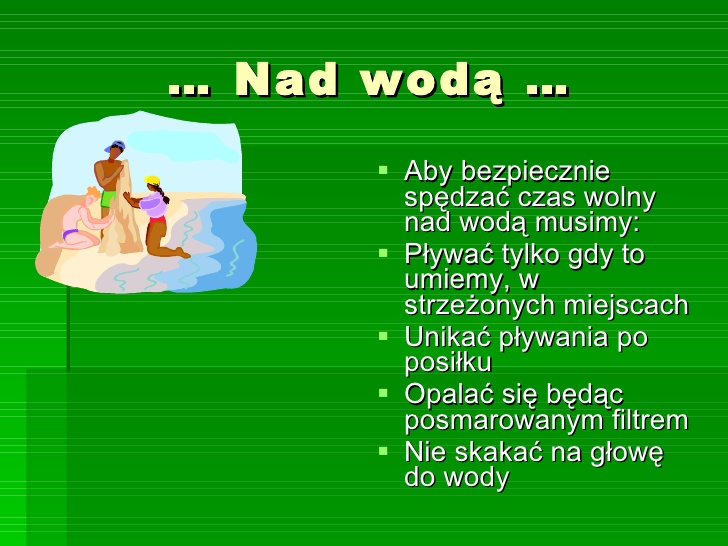 ... Nad wodą ...
Aby bezpiecznie
spędzać czas wolny
nad wodą musimy:
Pływać tylko gdy to
umiemy, w
strzeżonych miejscach
Unikać pływania po
posiłku
Opalać się będąc
posmarowanym filtrem
Nie skakać na głowę
do wody